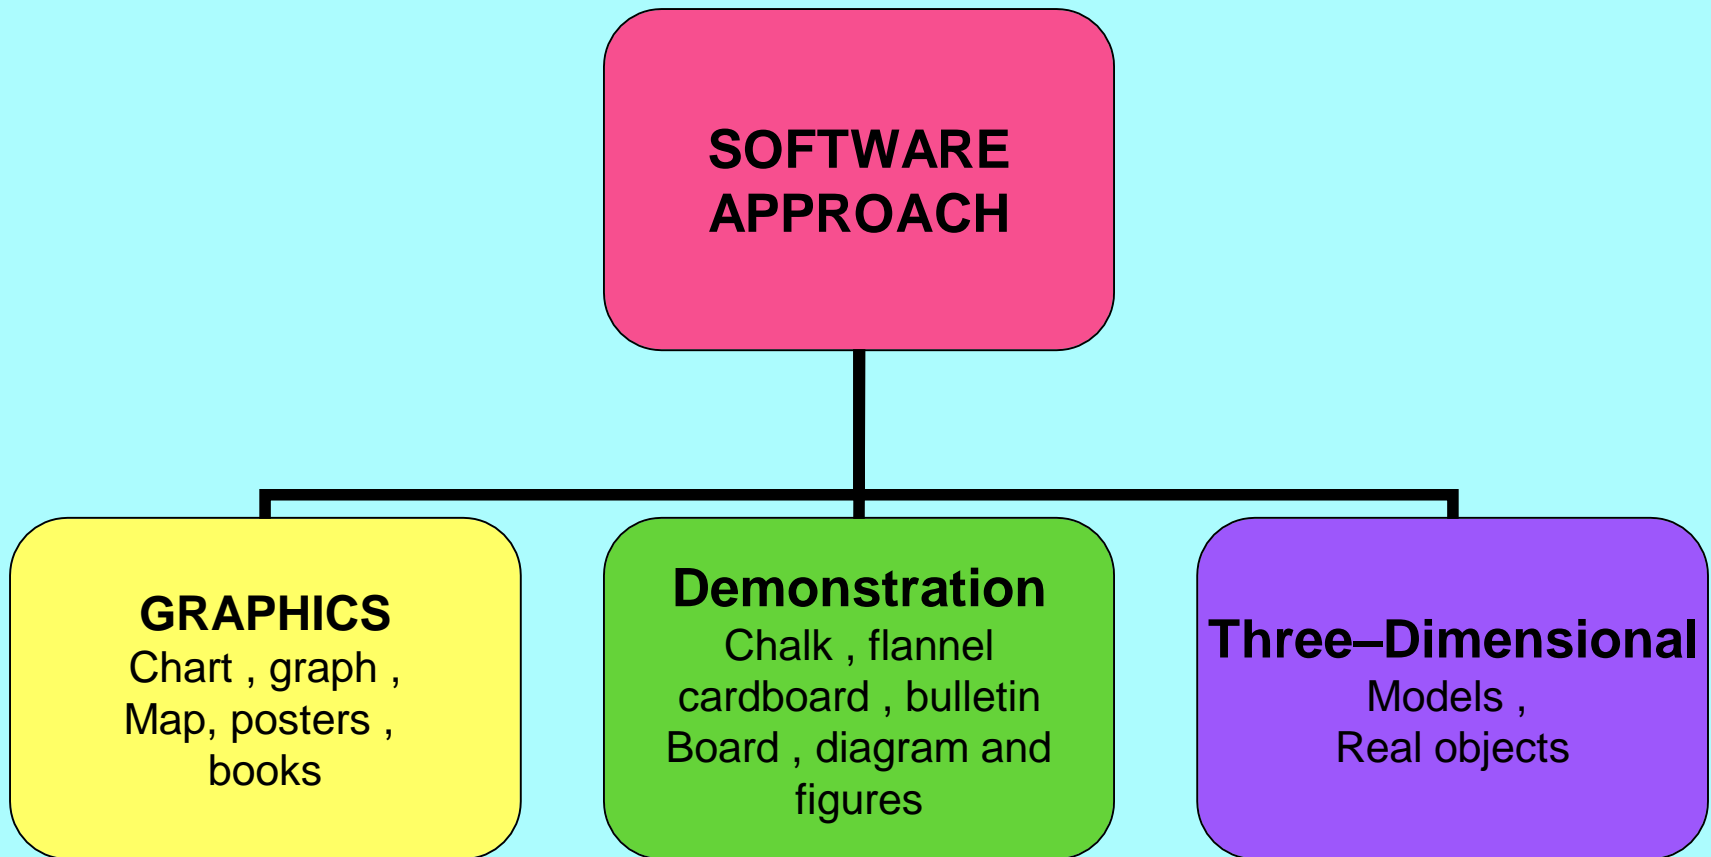 SOFTWARE
APPROACH
GRAPHICS
Chart , graph ,
Map, posters ,
books
Demonstration
Chalk , flannel
cardboard , bulletin
Board , diagram and
figures
Three–Dimensional
Models ,
Real objects